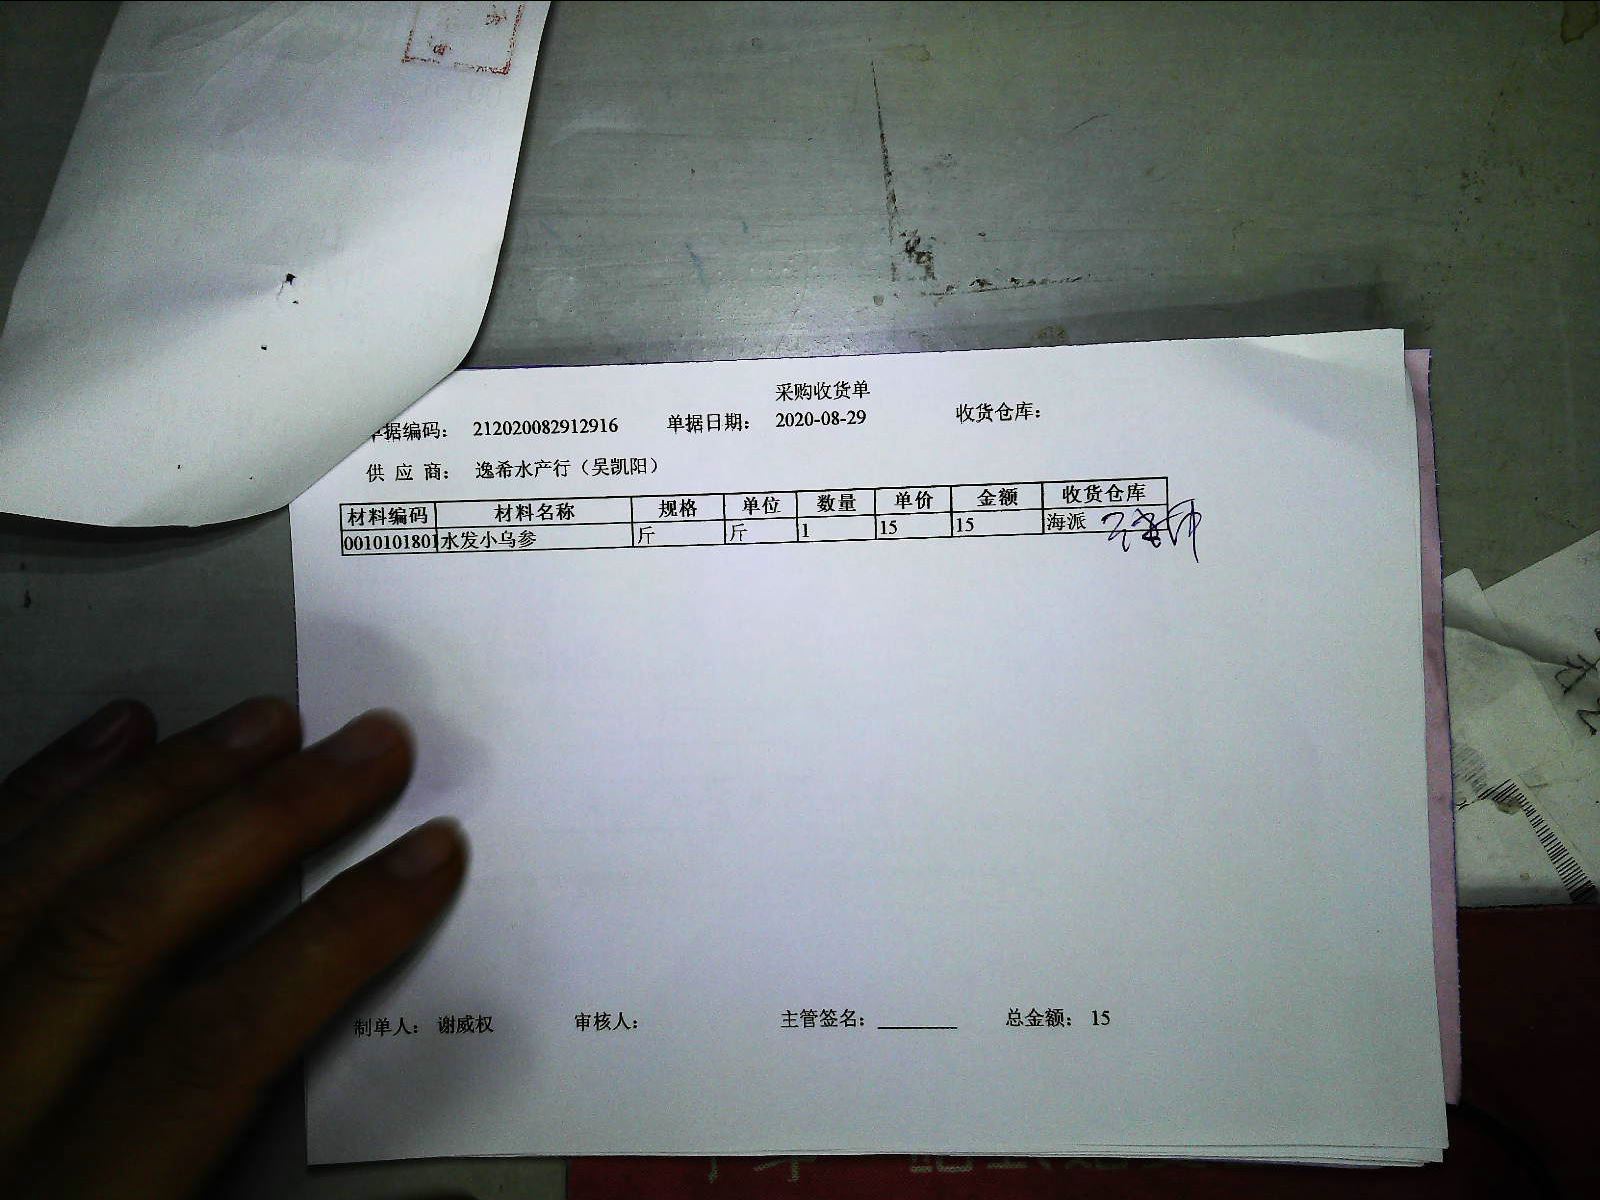 采购收货单
单据编码: 212020082912916 单据日期: 2020-08-29 收货仓库:
供 应 商: 逸希水产行（吴凯阳）
材料编码 材料名称 规格 单位 数量 单价 金额 收货仓库
0010101801 水发小乌参 斤 斤 1 15 15 海派
制单人: 谢威权 审核人: 主管签名:________ 总金额: 15